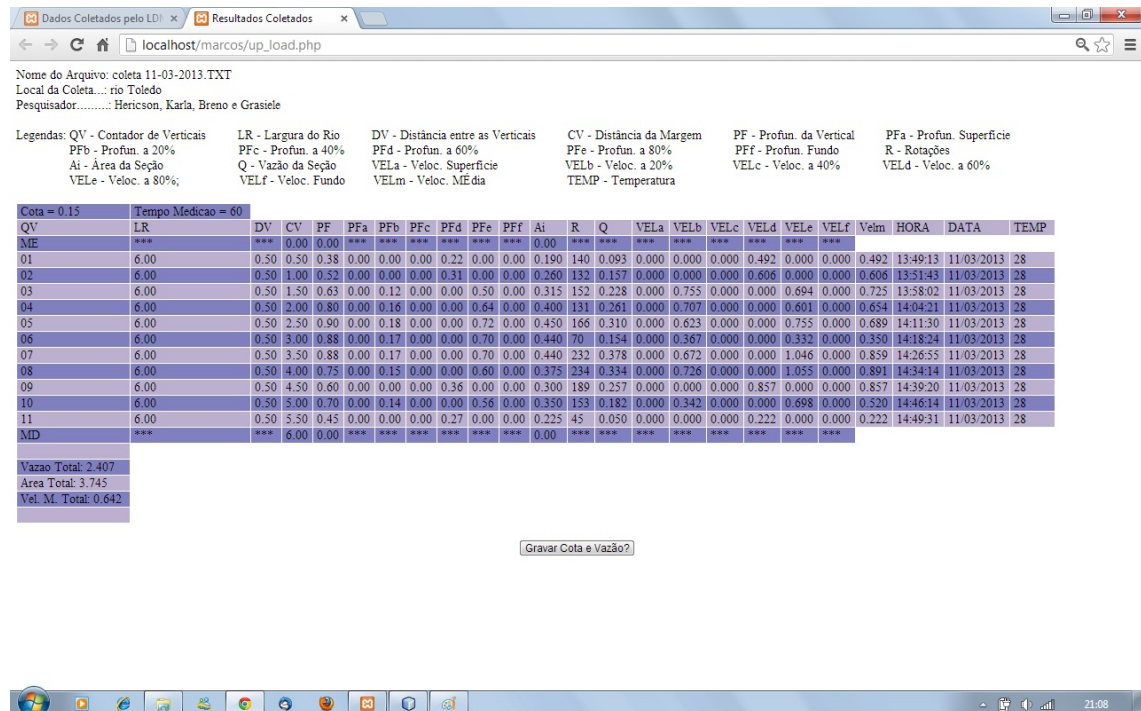 Dados Coletados pelo LDM
Resultados Coletados
localhost/marcos/up_load.php
Nome do Arquivo: coleta 11-03-2013.TXT
Local da Coleta...: rio Toledo
Pesquisador.........: Hericson, Karla, Breno e Grasiele
Legendas: QV - Contador de Verticais LR - Largura do Rio DV - Distância entre as Verticais CV - Distância da Margem PF - Profun. da Vertical PFa - Profun. Superficie
PFb - Profun. a 20% PFc - Profun. a 40% PFd - Profun. a 60% PFe - Profun. a 80% PFf - Profun. Fundo R - Rotações
Ai - Área da Seção Q - Vazão da Seção VELa - Veloc. Superficie VELb - Veloc. a 20% VELc - Veloc. a 40% VELd - Veloc. a 60%
VELe - Veloc. a 80%; VELf - Veloc. Fundo VELm - Veloc. MÉdia TEMP - Temperatura
Cota = 0.15 Tempo Medicao = 60
QV LR DV CV PF PFa PFb PFc PFd PFe PFf Ai R Q VELa VELb VELc VELd VELe VELf Velm HORA DATA TEMP
ME *** *** 0.00 0.00 *** *** *** *** *** *** 0.00 *** *** *** *** *** *** *** ***
01 6.00 0.50 0.50 0.38 0.00 0.00 0.00 0.22 0.00 0.00 0.190 140 0.093 0.000 0.000 0.000 0.492 0.000 0.000 0.492 13:49:13 11/03/2013 28
02 6.00 0.50 1.00 0.52 0.00 0.00 0.00 0.31 0.00 0.00 0.260 132 0.157 0.000 0.000 0.000 0.606 0.000 0.000 0.606 13:51:43 11/03/2013 28
03 6.00 0.50 1.50 0.63 0.00 0.12 0.00 0.00 0.50 0.00 0.315 152 0.228 0.000 0.755 0.000 0.000 0.694 0.000 0.725 13:58:02 11/03/2013 28
04 6.00 0.50 2.00 0.80 0.00 0.16 0.00 0.00 0.64 0.00 0.400 131 0.261 0.000 0.707 0.000 0.000 0.601 0.000 0.654 14:04:21 11/03/2013 28
05 6.00 0.50 2.50 0.90 0.00 0.18 0.00 0.00 0.72 0.00 0.450 166 0.310 0.000 0.623 0.000 0.000 0.755 0.000 0.689 14:11:30 11/03/2013 28
06 6.00 0.50 3.00 0.88 0.00 0.17 0.00 0.00 0.70 0.00 0.440 70 0.154 0.000 0.367 0.000 0.000 0.332 0.000 0.350 14:18:24 11/03/2013 28
07 6.00 0.50 3.50 0.88 0.00 0.17 0.00 0.00 0.70 0.00 0.440 232 0.378 0.000 0.672 0.000 0.000 1.046 0.000 0.859 14:26:55 11/03/2013 28
08 6.00 0.50 4.00 0.75 0.00 0.15 0.00 0.00 0.60 0.00 0.375 234 0.334 0.000 0.726 0.000 0.000 1.055 0.000 0.891 14:34:14 11/03/2013 28
09 6.00 0.50 4.50 0.60 0.00 0.00 0.00 0.36 0.00 0.00 0.300 189 0.257 0.000 0.000 0.000 0.857 0.000 0.000 0.857 14:39:20 11/03/2013 28
10 6.00 0.50 5.00 0.70 0.00 0.14 0.00 0.00 0.56 0.00 0.350 153 0.182 0.000 0.342 0.000 0.000 0.698 0.000 0.520 14:46:14 11/03/2013 28
11 6.00 0.50 5.50 0.45 0.00 0.00 0.00 0.27 0.00 0.00 0.225 45 0.050 0.000 0.000 0.000 0.222 0.000 0.000 0.222 14:49:31 11/03/2013 28
MD *** *** 6.00 0.00 *** *** *** *** *** *** 0.00 *** *** *** *** *** *** *** ***
Vazao Total: 2.407
Area Total: 3.745
Vel. M. Total: 0.642
Gravar Cota e Vazão?
21:08